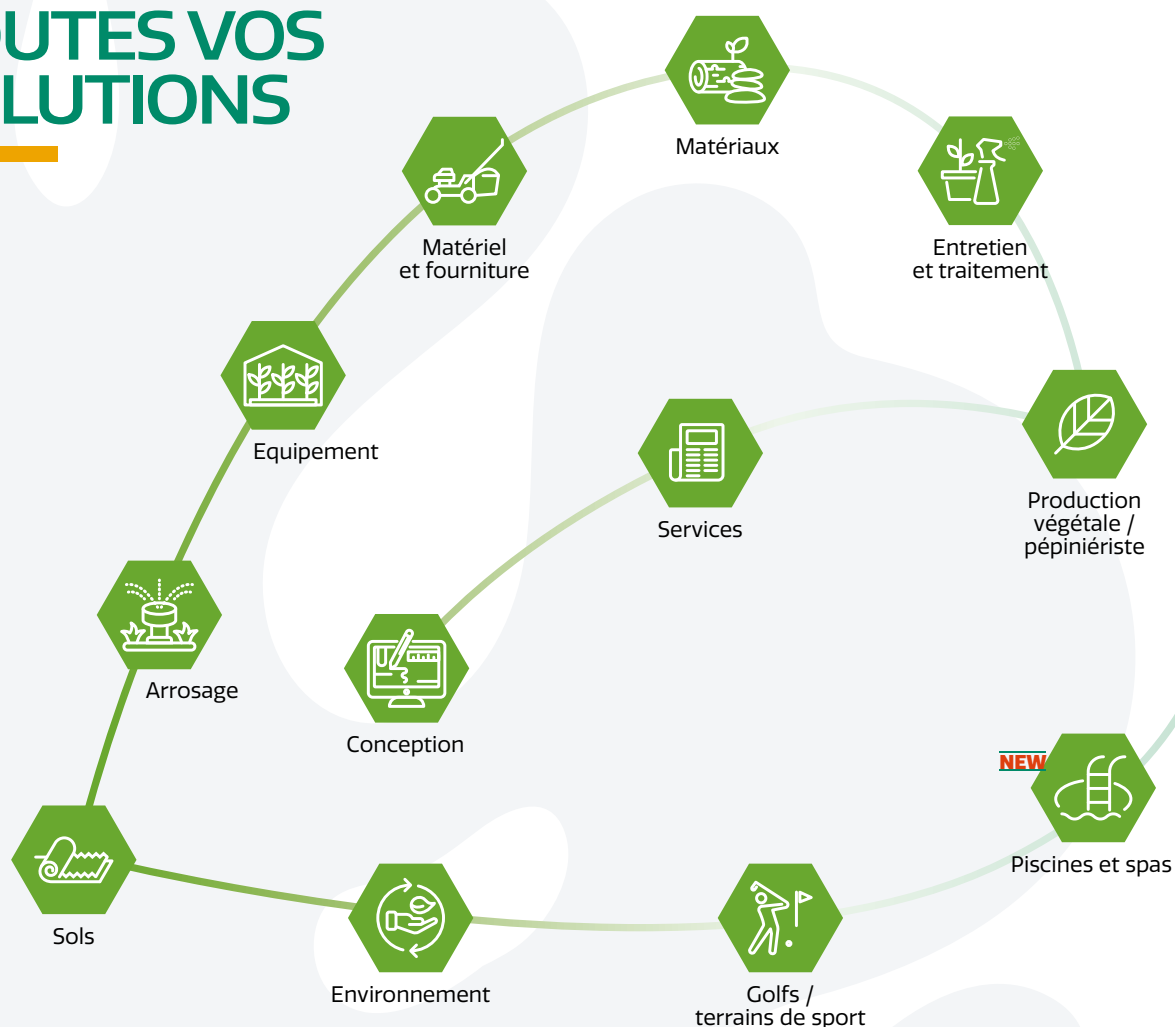 OUTES VOS
LUTIONS
Matériaux
Matériel
et fourniture
Entretien
et traitement
Equipement
Services
Production
végétale /
pépiniériste
Arrosage
Conception
NEW
Piscines et spas
Sols
Environnement
Golfs /
terrains de sport